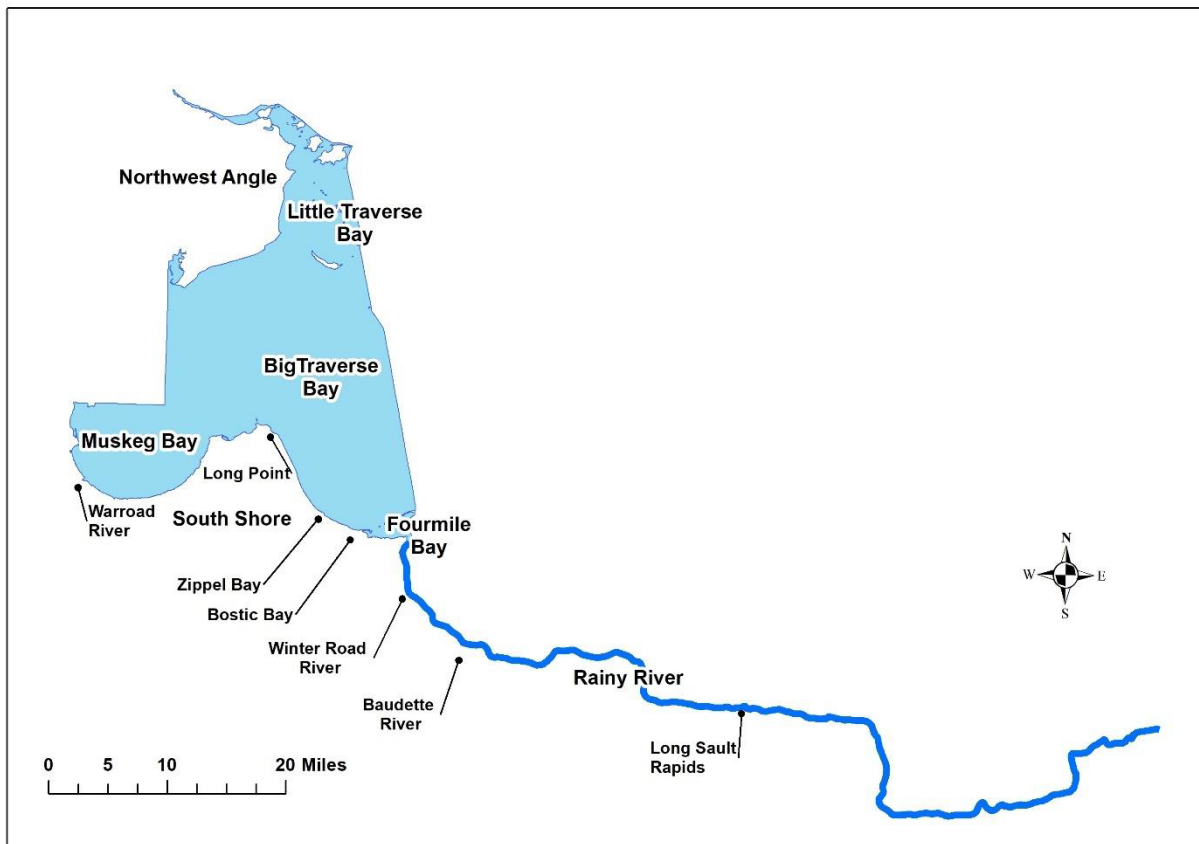 Northwest Angle
Little Traverse
Bay
BigTraverse
Bay
Muskeg Bay
Long Point
Warroad
River
South Shore
Fourmile
Bay
Zippel Bay
Bostic Bay
Winter Road
River
Baudette
River
Rainy River
Long Sault
Rapids
N
W
E
S
0 5 10 20 Miles